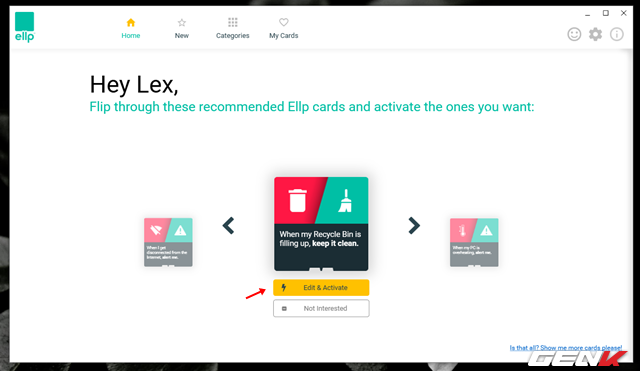 ellp
Home
New
Categories
My Cards
Hey Lex,
Flip through these recommended Ellp cards and activate the ones you want:
When I get
disconnected from the
Internet, alert me.
When my Recycle Bin is
filling up, keep it clean.
When my PC is
overheating, alert me.
Edit & Activate
Not Interested
Is that all? Show me more cards please!
GENK